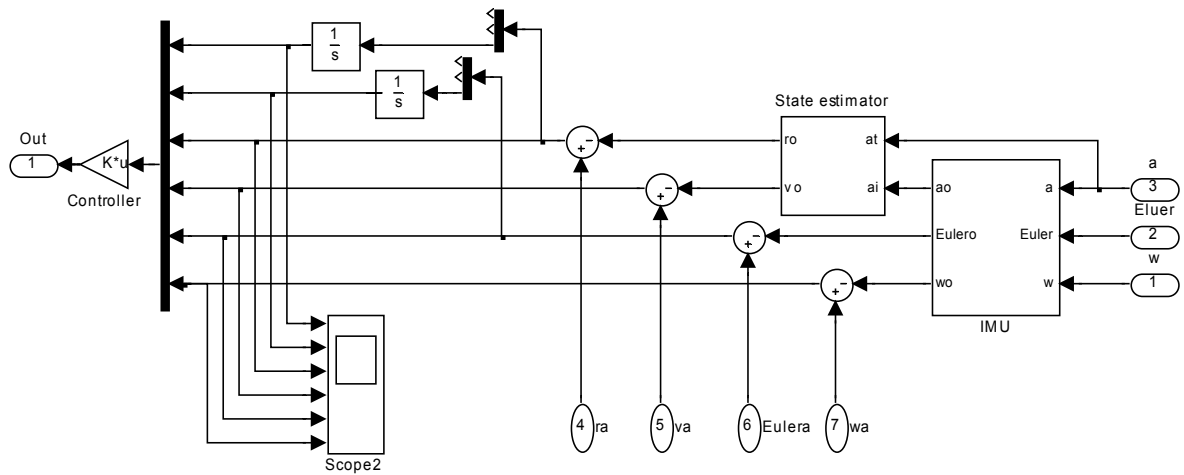 1
s
1
s
State estimator
Out
1
K*u
Controller
ro
at
vo
ai
a
3
Eluer
ao
a
Eulero
Euler
2
w
wo
w
1
IMU
-
+
-
+
-
+
-
+
4
ra
5
va
6
Eulera
7
wa
Scope2